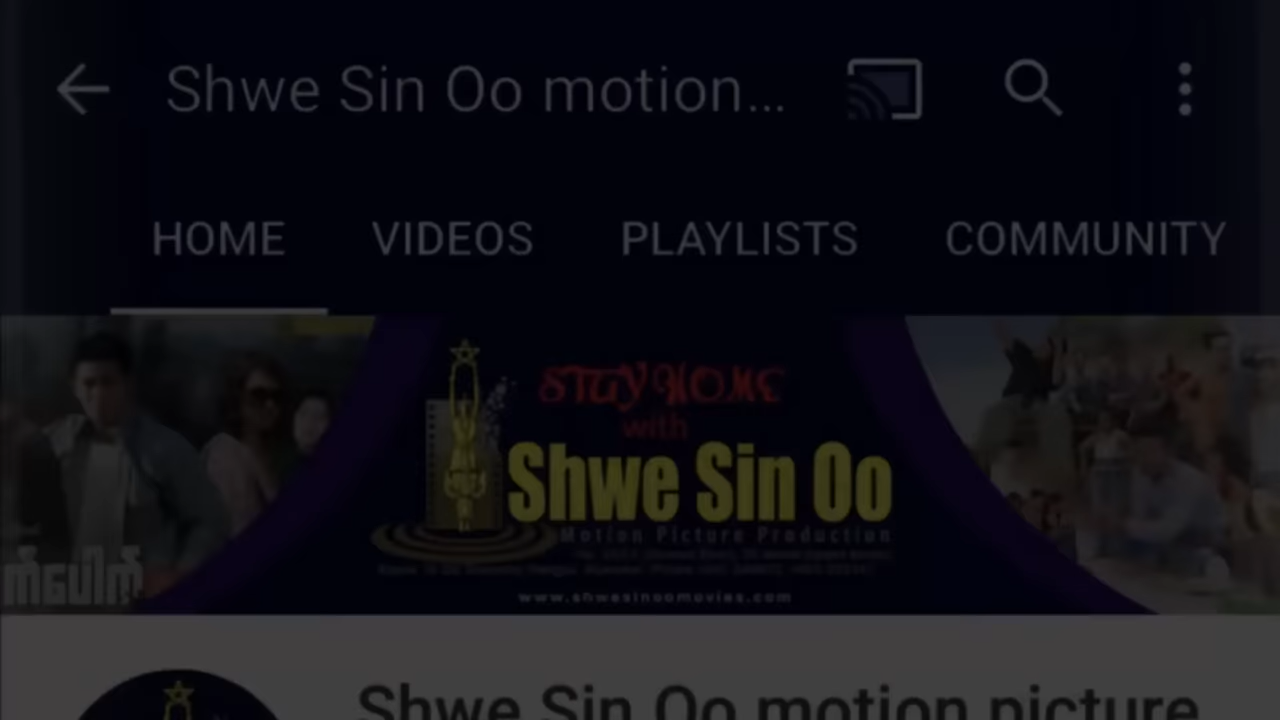 Shwe Sin Oo motion...
HOME VIDEOS PLAYLISTS COMMUNITY
STAY HOME
with
Shwe Sin Oo
Motion Picture Production
www.shwesinoomovies.com
Shwe Sin Oo motion picture